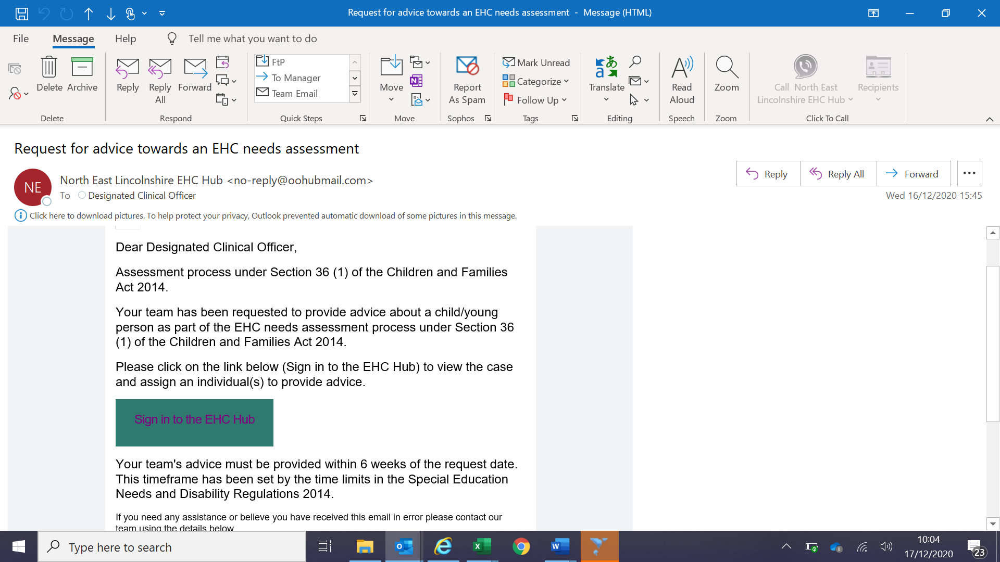 Request for advice towards an EHC needs assessment - Message (HTML)
File Message Help Tell me what you want to do
Delete Archive
Reply Reply All Forward
FtP
To Manager
Team Email
Move
Report As Spam
Mark Unread
Categorize
Follow Up
Translate
Read Aloud
Zoom
Call North East Lincolnshire EHC Hub
Recipients
Delete Respond Quick Steps Move Sophos Tags Editing Speech Zoom Click To Call
Request for advice towards an EHC needs assessment
NE
North East Lincolnshire EHC Hub <no-reply@oohubmail.com>
To Designated Clinical Officer
Reply Reply All Forward
Wed 16/12/2020 15:45
Click here to download pictures. To help protect your privacy, Outlook prevented automatic download of some pictures in this message.
Dear Designated Clinical Officer,
Assessment process under Section 36 (1) of the Children and Families
Act 2014.
Your team has been requested to provide advice about a child/young
person as part of the EHC needs assessment process under Section 36
(1) of the Children and Families Act 2014.
Please click on the link below (Sign in to the EHC Hub) to view the case
and assign an individual(s) to provide advice.
Sign in to the EHC Hub
Your team's advice must be provided within 6 weeks of the request date.
This timeframe has been set by the time limits in the Special Education
Needs and Disability Regulations 2014.
If you need any assistance or believe you have received this email in error please contact our
team using the details below
Type here to search
10:04
17/12/2020
23